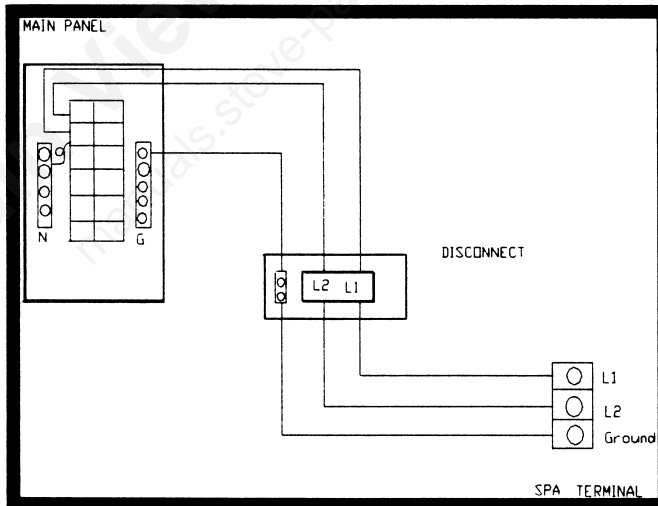 MAIN PANEL
N
G
DISCONNECT
L2 L1
L1
L2
Ground
SPA TERMINAL